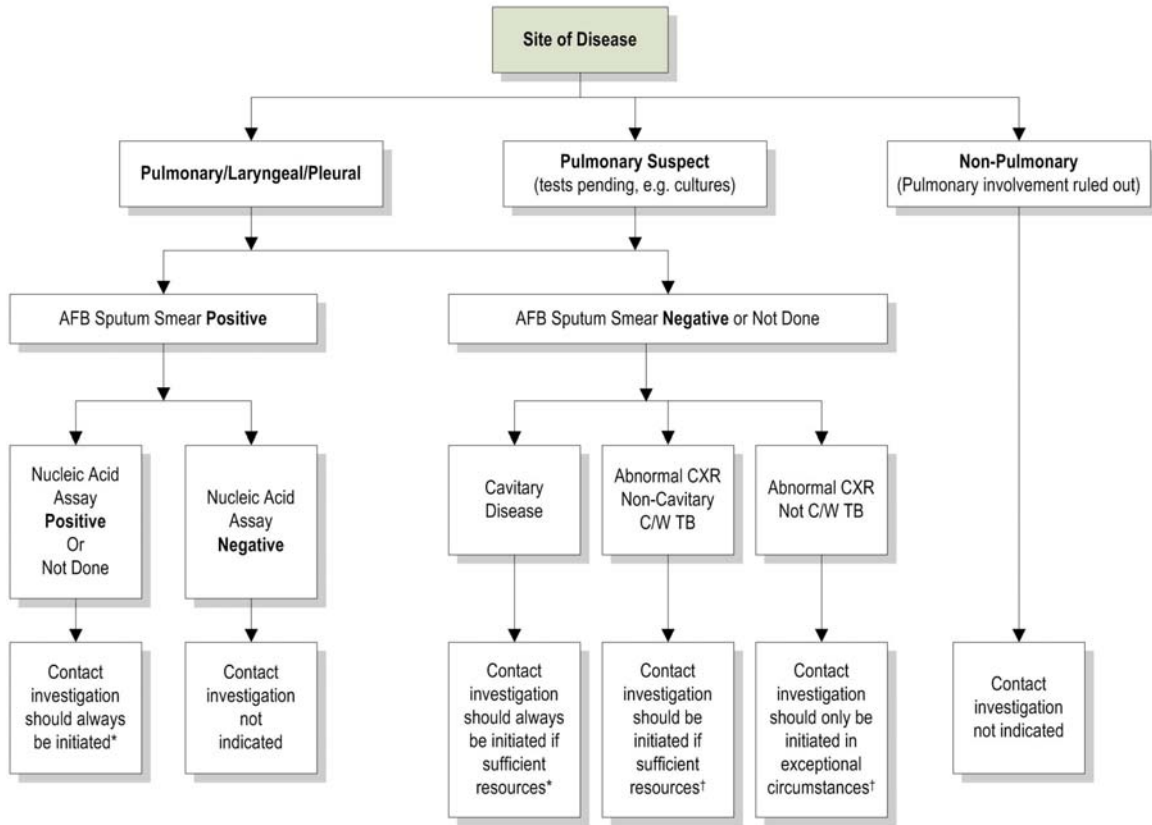 Site of Disease
Pulmonary/Laryngeal/Pleural
Pulmonary Suspect
(tests pending, e.g. cultures)
Non-Pulmonary
(Pulmonary involvement ruled out)
AFB Sputum Smear Positive
AFB Sputum Smear Negative or Not Done
Nucleic Acid
Assay
Positive
Or
Not Done
Nucleic Acid
Assay
Negative
Cavitary
Disease
Abnormal CXR
Non-Cavitary
C/W TB
Abnormal CXR
Not C/W TB
Contact
investigation
should always
be initiated*
Contact
investigation
not
indicated
Contact
investigation
should always
be initiated if
sufficient
resources*
Contact
investigation
should be
initiated if
sufficient
resources†
Contact
investigation
should only be
initiated in
exceptional
circumstances†
Contact
investigation
not indicated